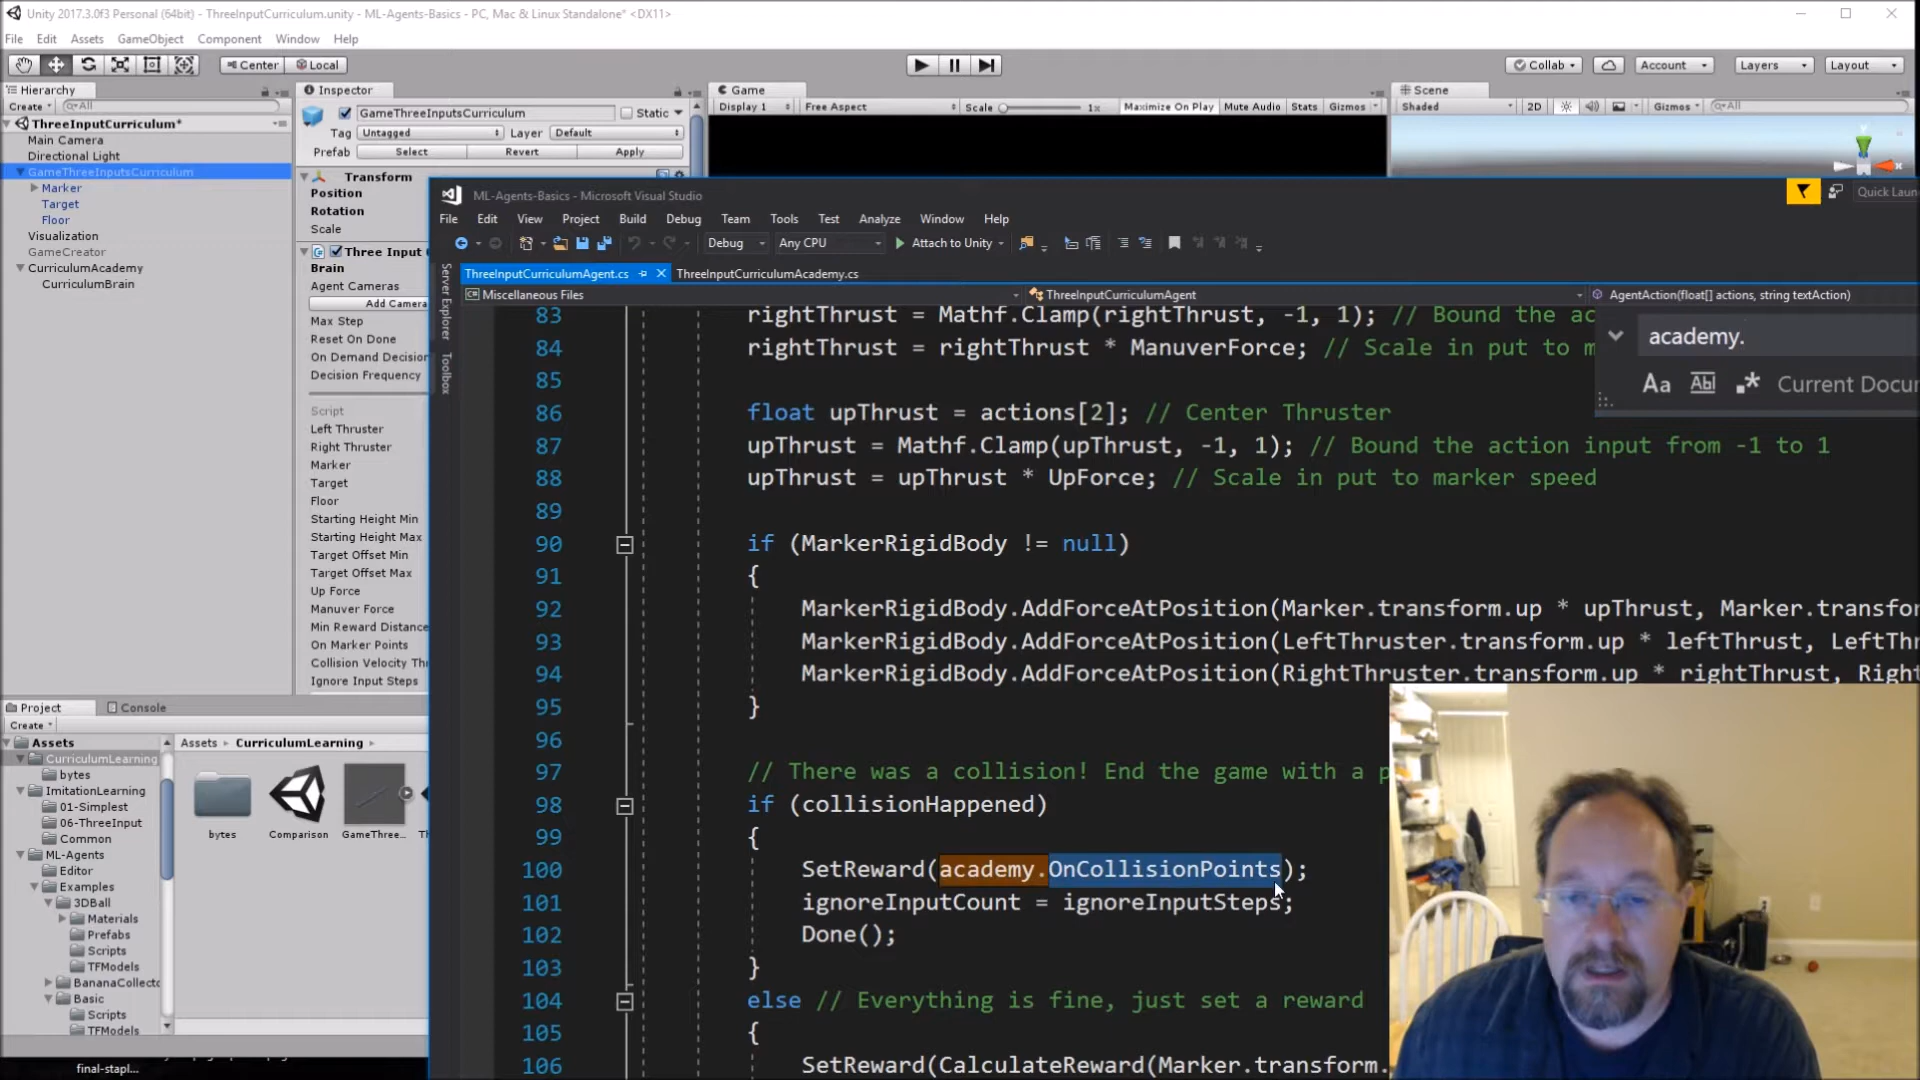 Unity 2017.3.0f3 Personal (64bit) - ThreeInputCurriculum.unity - ML-Agents-Basics - PC, Mac & Linux Standalone* <DX11>
File Edit Assets GameObject Component Window Help
Center Local Collab Account Layers Layout
Hierarchy
Create All
ThreeInputCurriculum*
Main Camera
Directional Light
GameThreeInputsCurriculum
Marker
Target
Floor
Visualization
GameCreator
CurriculumAcademy
CurriculumBrain
Inspector
GameThreeInputsCurriculum Static
Tag Untagged Layer Default
Prefab Select Revert Apply
Transform
Position
Rotation
Scale
Three Input
Brain
Agent Cameras
Add Camera
Max Step
Reset On Done
On Demand Decision
Decision Frequency
Script
Left Thruster
Right Thruster
Marker
Target
Floor
Starting Height Min
Starting Height Max
Target Offset Min
Target Offset Max
Up Force
Manuver Force
Min Reward Distance
On Marker Points
Collision Velocity Thr
Ignore Input Steps
Game
Display 1 Free Aspect Scale 1x Maximize On Play Mute Audio Stats Gizmos
Scene
Shaded 2D Gizmos All
Project Console
Create
Assets
CurriculumLearning
bytes
ImitationLearning
01-Simplest
06-ThreeInput
Common
ML-Agents
Editor
Examples
3DBall
Materials
Prefabs
Scripts
TFModels
BananaCollecto
Basic
Scripts
TFModels
Assets CurriculumLearning
bytes Comparison GameThree...
final-stapl...
ML-Agents-Basics - Microsoft Visual Studio
Quick Laun
File Edit View Project Build Debug Team Tools Test Analyze Window Help
Debug Any CPU Attach to Unity
Server Explorer
Toolbox
ThreeInputCurriculumAgent.cs ThreeInputCurriculumAcademy.cs
Miscellaneous Files ThreeInputCurriculumAgent AgentAction(float[] actions, string textAction)
academy.
Aa Abl Current Docu
83 rightThrust = Mathf.Clamp(rightThrust, -1, 1); // Bound the ac
84 rightThrust = rightThrust * ManuverForce; // Scale in put to m
85
86 float upThrust = actions[2]; // Center Thruster
87 upThrust = Mathf.Clamp(upThrust, -1, 1); // Bound the action input from -1 to 1
88 upThrust = upThrust * UpForce; // Scale in put to marker speed
89
90 if (MarkerRigidBody != null)
91 {
92 MarkerRigidBody.AddForceAtPosition(Marker.transform.up * upThrust, Marker.transfor
93 MarkerRigidBody.AddForceAtPosition(LeftThruster.transform.up * leftThrust, LeftThr
94 MarkerRigidBody.AddForceAtPosition(RightThruster.transform.up * rightThrust, Right
95 }
96
97 // There was a collision! End the game with a p
98 if (collisionHappened)
99 {
100 SetReward(academy.OnCollisionPoints);
101 ignoreInputCount = ignoreInputSteps;
102 Done();
103 }
104 else // Everything is fine, just set a reward
105 {
106 SetReward(CalculateReward(Marker.transform.